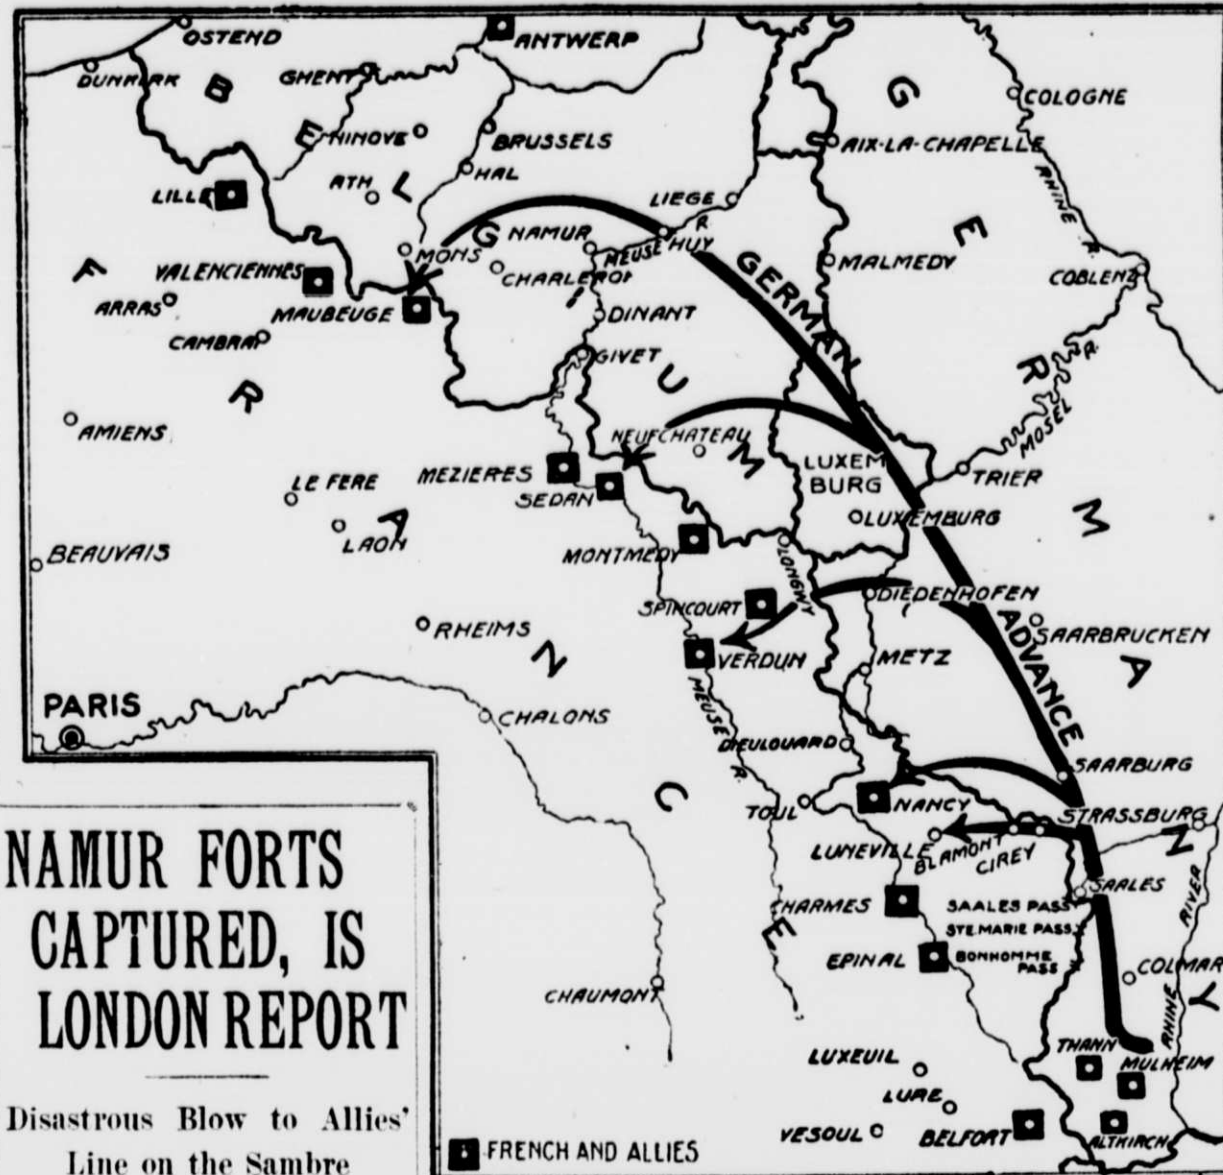 OSTEND
ANTWERP
DUNKIRK
GHENT
COLOGNE
BELGIUM
NINOVE
BRUSSELS
AIX-LA-CHAPELLE
HAL
ATH
LILLE
LIEGE
RHINE R.
GERMANY
NAMUR
MEUSE R.
HUY
MONS
CHARLEROI
GERMAN ADVANCE
MALMEDY
COBLENZ
VALENCIENNES
FRANCE
ARRAS
MAUBEUGE
DINANT
CAMBRAI
GIVET
MOSEL R.
AMIENS
NEUFCHATEAU
MEZIERES
SEDAN
LUXEM
BURG
TRIER
LE FERE
LUXEMBURG
LAON
BEAUVAIS
MONTMEDY
LONGWY
DIEDENHOFEN
SPINCOURT
RHEIMS
SAARBRUCKEN
VERDUN
METZ
PARIS
MEUSE R.
CHALONS
DIEULOUARD
SAARBURG
NANCY
TOUL
STRASSBURG
LUNEVILLE
BLAMONT
CIREY
SAALES
CHARMES
SAALES PASS
STE.MARIE PASS
RIVER
EPINAL
BONHOMME
PASS
COLMAR
CHAUMONT
RHINE
THANN
MULHEIM
LUXEUIL
LURE
VESOUL
BELFORT
ALTKIRCH
FRENCH AND ALLIES
NAMUR FORTS
CAPTURED, IS
LONDON REPORT
Disastrous Blow to Allies'
Line on the Sambre